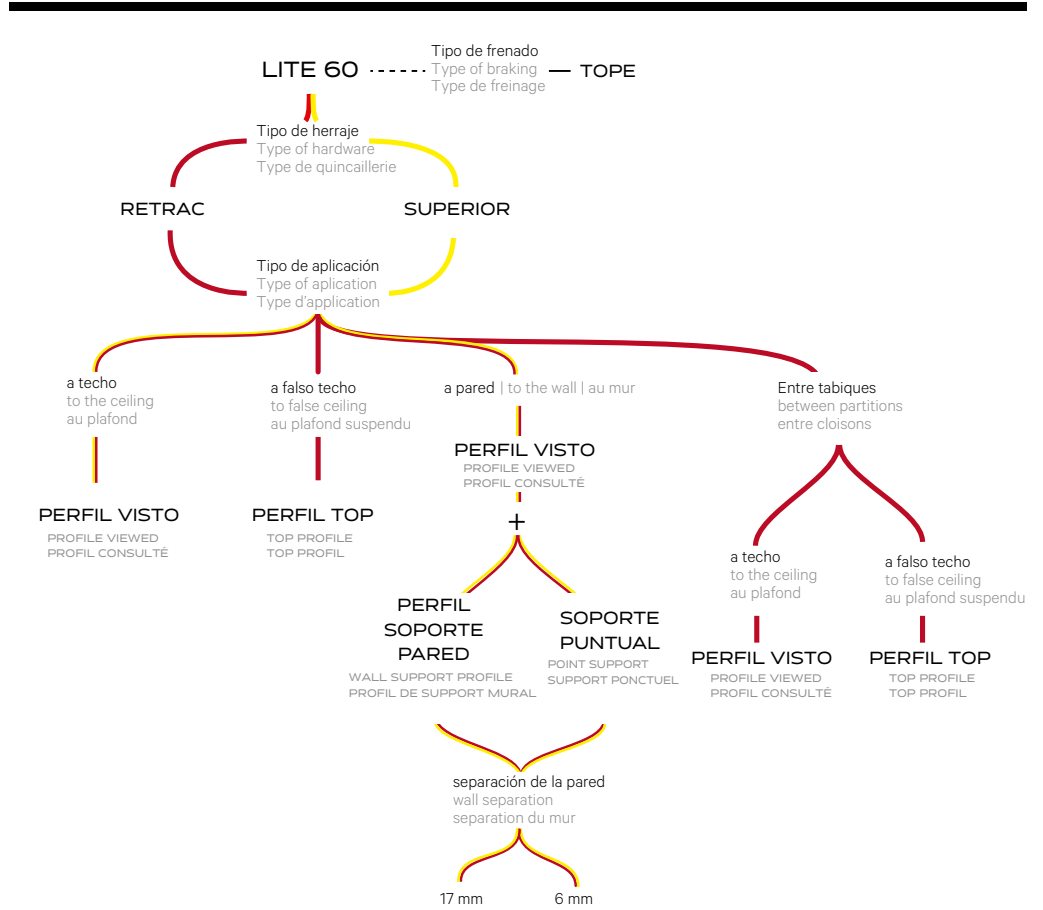 LITE 60
Tipo de frenado
Type of braking
Type de freinage
TOPE
Tipo de herraje
Type of hardware
Type de quincaillerie
RETRAC
SUPERIOR
Tipo de aplicación
Type of aplication
Type d'application
a techo
to the ceiling
au plafond
PERFIL VISTO
PROFILE VIEWED
PROFIL CONSULTÉ
a falso techo
to false ceiling
au plafond suspendu
PERFIL TOP
TOP PROFILE
TOP PROFIL
a pared | to the wall | au mur
PERFIL VISTO
PROFILE VIEWED
PROFIL CONSULTÉ
+
PERFIL
SOPORTE
PARED
WALL SUPPORT PROFILE
PROFIL DE SUPPORT MURAL
SOPORTE
PUNTUAL
POINT SUPPORT
SUPPORT PONCTUEL
separación de la pared
wall separation
separation du mur
17 mm
6 mm
Entre tabiques
between partitions
entre cloisons
a techo
to the ceiling
au plafond
PERFIL VISTO
PROFILE VIEWED
PROFIL CONSULTÉ
a falso techo
to false ceiling
au plafond suspendu
PERFIL TOP
TOP PROFILE
TOP PROFIL